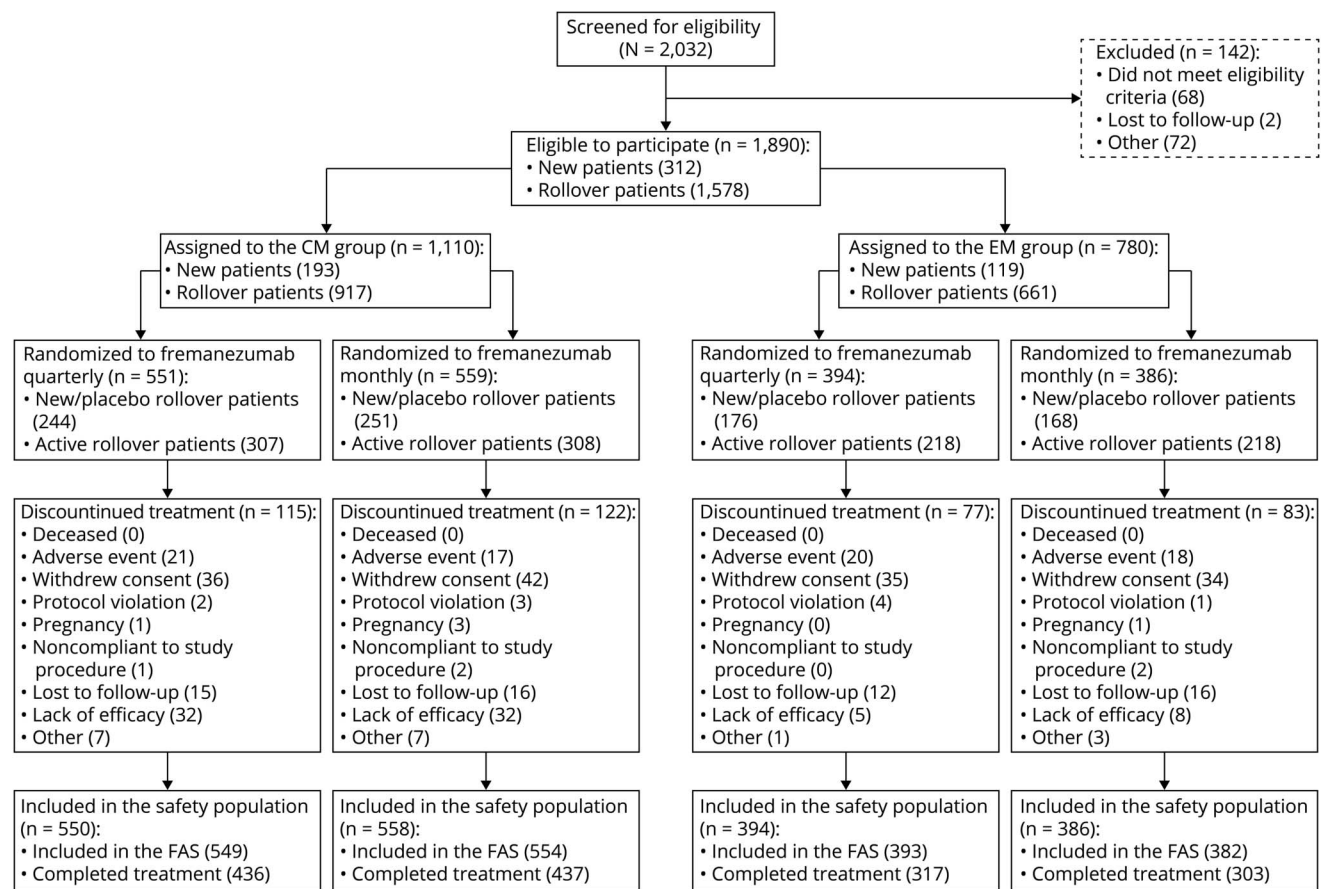 Screened for eligibility
(N = 2,032)
Excluded (n = 142):
• Did not meet eligibility
criteria (68)
• Lost to follow-up (2)
• Other (72)
Eligible to participate (n = 1,890):
• New patients (312)
• Rollover patients (1,578)
Assigned to the CM group (n = 1,110):
• New patients (193)
• Rollover patients (917)
Assigned to the EM group (n = 780):
• New patients (119)
• Rollover patients (661)
Randomized to fremanezumab
quarterly (n = 551):
• New/placebo rollover patients
(244)
• Active rollover patients (307)
Randomized to fremanezumab
monthly (n = 559):
• New/placebo rollover patients
(251)
• Active rollover patients (308)
Randomized to fremanezumab
quarterly (n = 394):
• New/placebo rollover patients
(176)
• Active rollover patients (218)
Randomized to fremanezumab
monthly (n = 386):
• New/placebo rollover patients
(168)
• Active rollover patients (218)
Discontinued treatment (n = 115):
• Deceased (0)
• Adverse event (21)
• Withdrew consent (36)
• Protocol violation (2)
• Pregnancy (1)
• Noncompliant to study
procedure (1)
• Lost to follow-up (15)
• Lack of efficacy (32)
• Other (7)
Discontinued treatment (n = 122):
• Deceased (0)
• Adverse event (17)
• Withdrew consent (42)
• Protocol violation (3)
• Pregnancy (3)
• Noncompliant to study
procedure (2)
• Lost to follow-up (16)
• Lack of efficacy (32)
• Other (7)
Discontinued treatment (n = 77):
• Deceased (0)
• Adverse event (20)
• Withdrew consent (35)
• Protocol violation (4)
• Pregnancy (0)
• Noncompliant to study
procedure (0)
• Lost to follow-up (12)
• Lack of efficacy (5)
• Other (1)
Discontinued treatment (n = 83):
• Deceased (0)
• Adverse event (18)
• Withdrew consent (34)
• Protocol violation (1)
• Pregnancy (1)
• Noncompliant to study
procedure (2)
• Lost to follow-up (16)
• Lack of efficacy (8)
• Other (3)
Included in the safety population
(n = 550):
• Included in the FAS (549)
• Completed treatment (436)
Included in the safety population
(n = 558):
• Included in the FAS (554)
• Completed treatment (437)
Included in the safety population
(n = 394):
• Included in the FAS (393)
• Completed treatment (317)
Included in the safety population
(n = 386):
• Included in the FAS (382)
• Completed treatment (303)